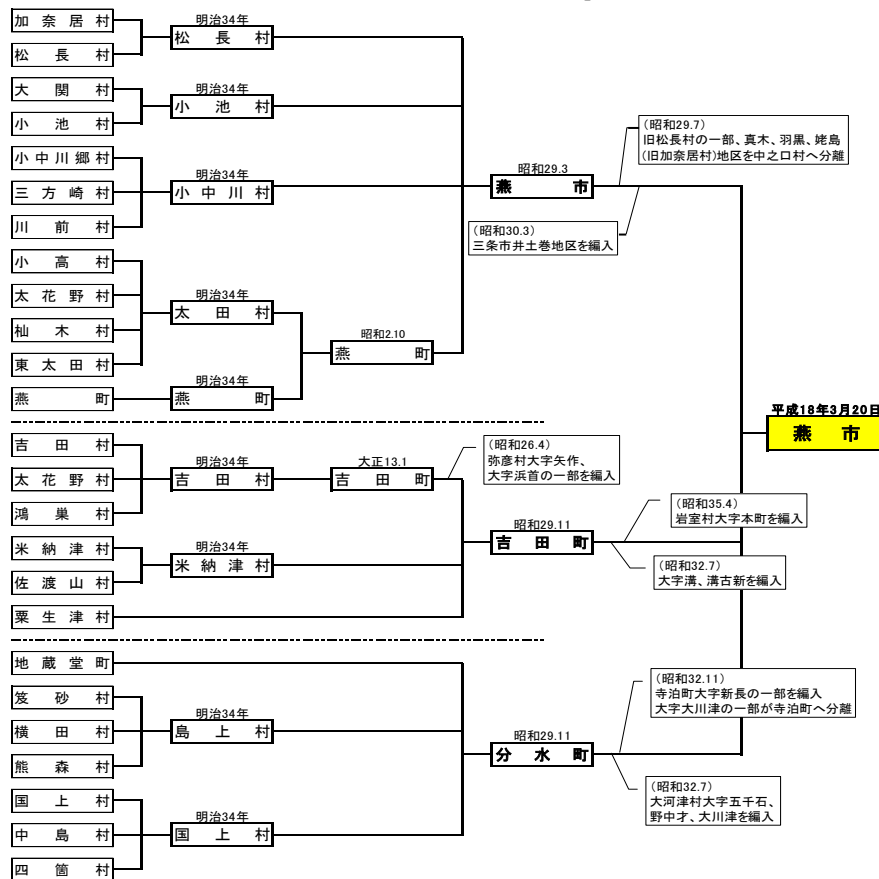 加奈居村
松長村
明治34年
松長村
大関村
小池村
明治34年
小池村
小中川郷村
三方崎村
川前村
明治34年
小中川村
小高村
太花野村
杣木村
東太田村
明治34年
太田村
燕町
明治34年
燕町
昭和2.10
燕町
昭和29.3
燕市
(昭和29.7)
旧松長村の一部、真木、羽黒、姥島
(旧加奈居村)地区を中之口村へ分離
(昭和30.3)
三条市井土巻地区を編入
吉田村
太花野村
鴻巣村
明治34年
吉田村
大正13.1
吉田町
(昭和26.4)
弥彦村大字矢作、
大字浜首の一部を編入
米納津村
佐渡山村
明治34年
米納津村
粟生津村
昭和29.11
吉田町
(昭和35.4)
岩室村大字本町を編入
(昭和32.7)
大字溝、溝古新を編入
地蔵堂町
笈砂村
横田村
熊森村
明治34年
島上村
国上村
中島村
四箇村
明治34年
国上村
昭和29.11
分水町
(昭和32.11)
寺泊町大字新長の一部を編入
大字大川津の一部が寺泊町へ分離
(昭和32.7)
大河津村大字五千石、
野中才、大川津を編入
平成18年3月20日
燕市